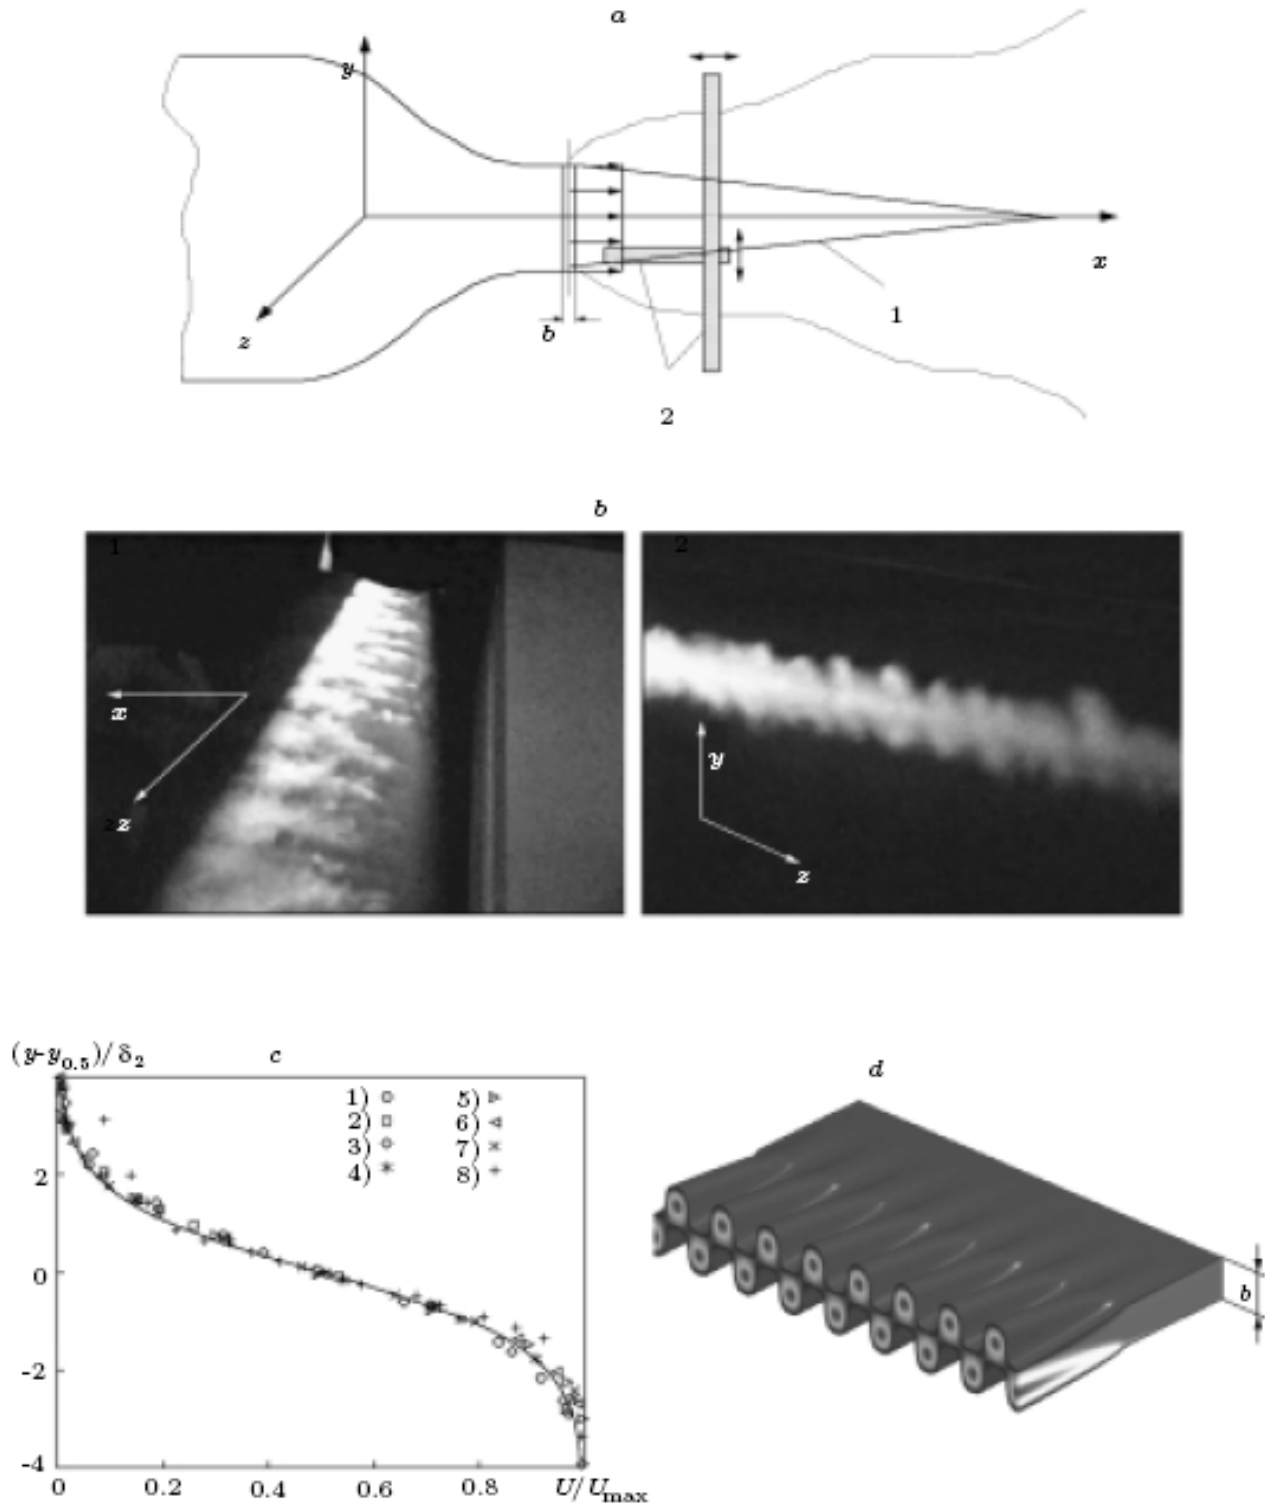 a
y
x
z
b
1
2
b
1
2
x
y
z
z
(y-y0.5)/δ2
c
d
1) ○ 5) ▷
2) □ 6) ◁
3) ◇ 7) ×
4) * 8) +
2
0
-2
-4
b
0 0.2 0.4 0.6 0.8 U/Umax